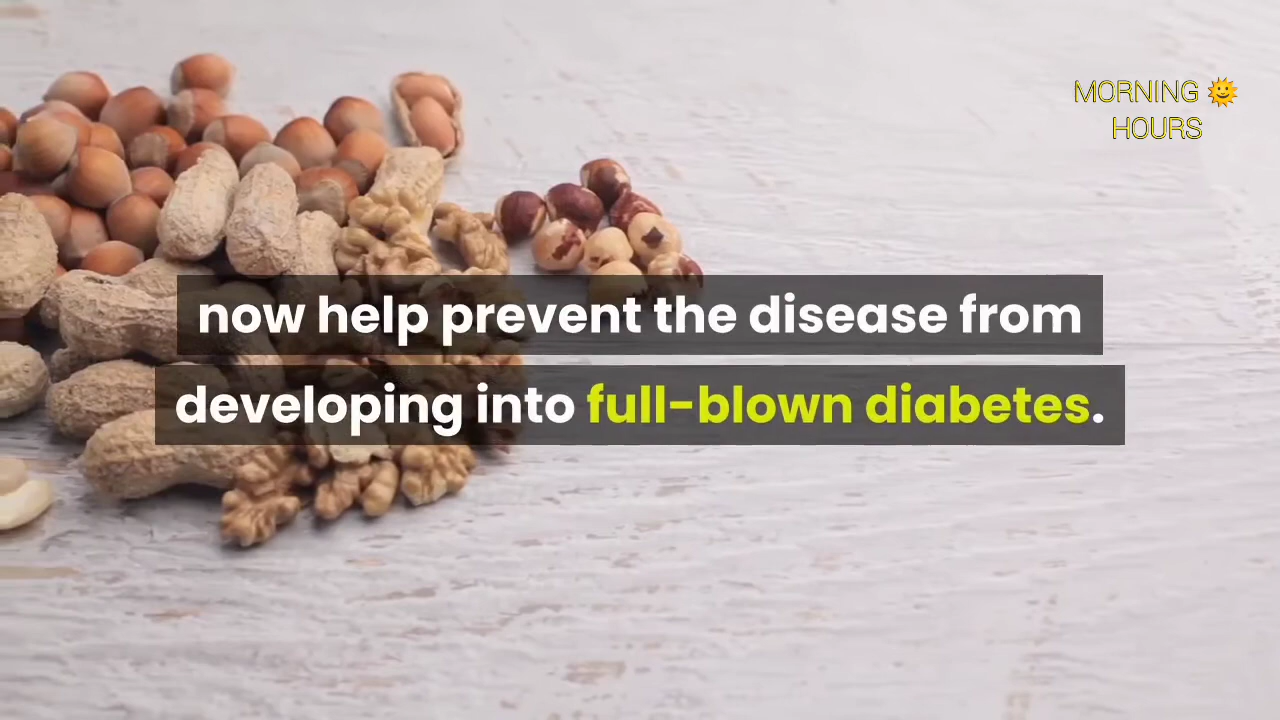 MORNING 🌞
HOURS
now help prevent the disease from
developing into full-blown diabetes.